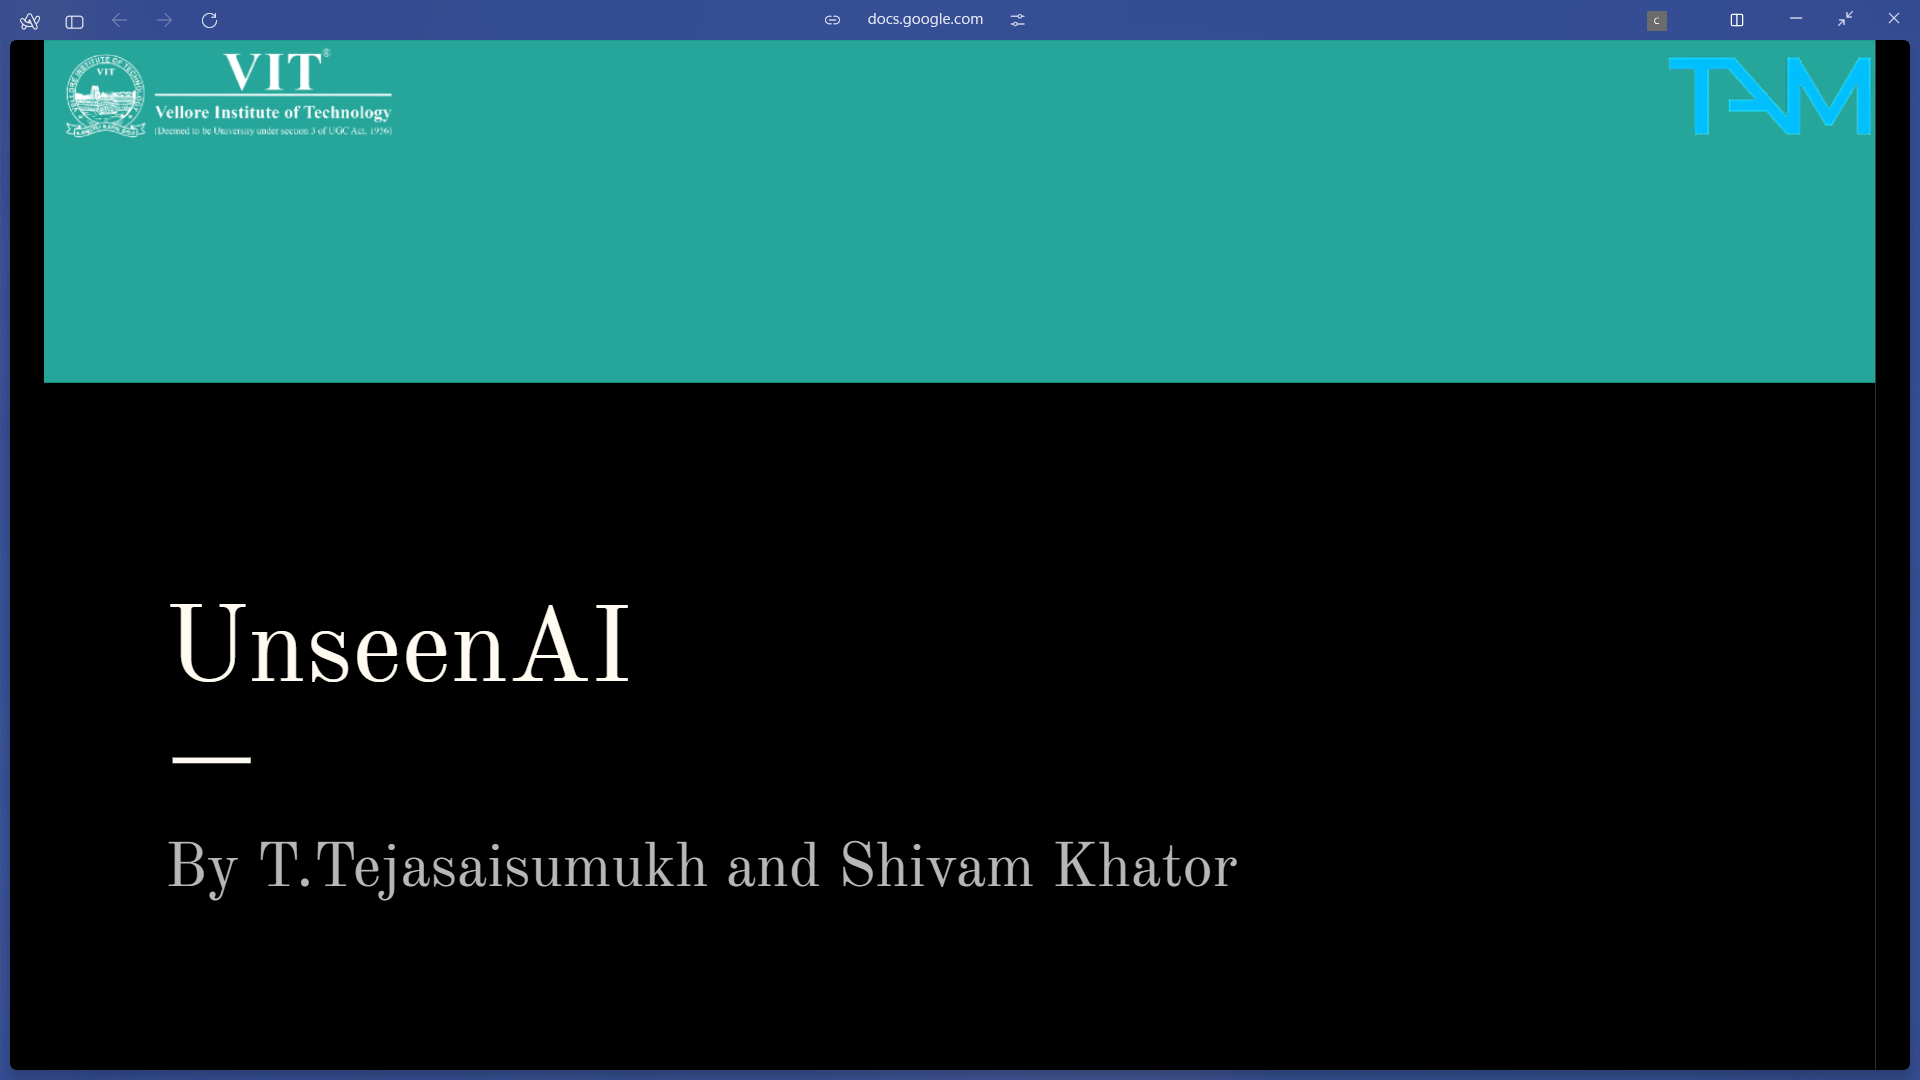 docs.google.com
C
VIT
VIT®
Vellore Institute of Technology
(Deemed to be University under section 3 of UGC Act, 1956)
TAM
UnseenAI
By T.Tejasaisumukh and Shivam Khator